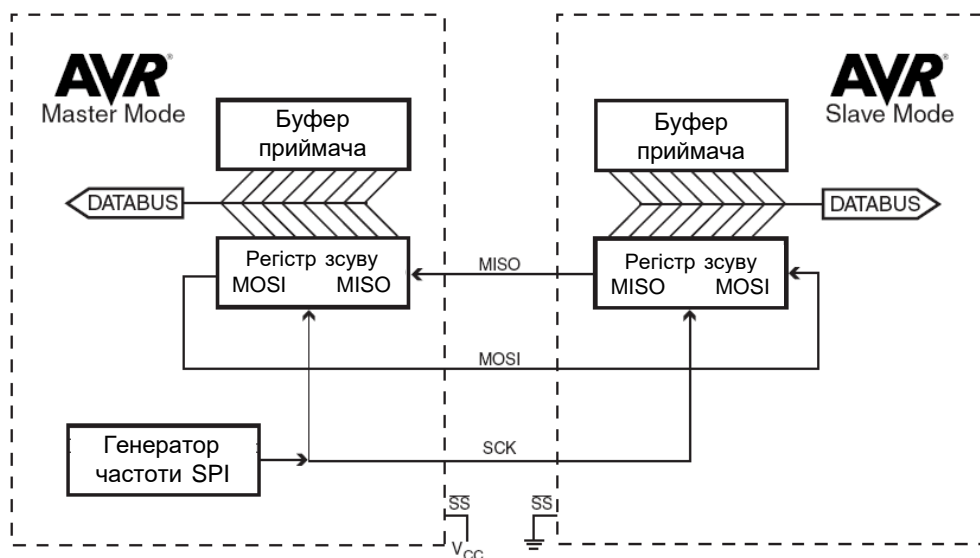 AVR®
Master Mode
Буфер
приймача
DATABUS
Регістр зсуву
MOSI MISO
Генератор
частоти SPI
MISO
MOSI
SCK
SS
V_CC
SS
AVR®
Slave Mode
Буфер
приймача
DATABUS
Регістр зсуву
MISO MOSI